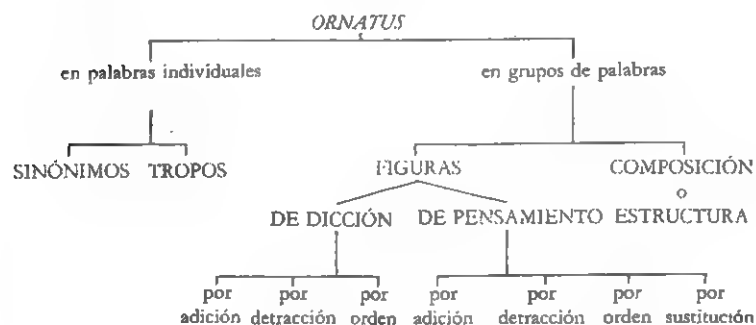 ORNATUS
en palabras individuales en grupos de palabras
SINÓNIMOS TROPOS FIGURAS COMPOSICIÓN
o
DE DICCIÓN DE PENSAMIENTO ESTRUCTURA
por por por por por por por
adición detracción orden adición detracción orden sustitución